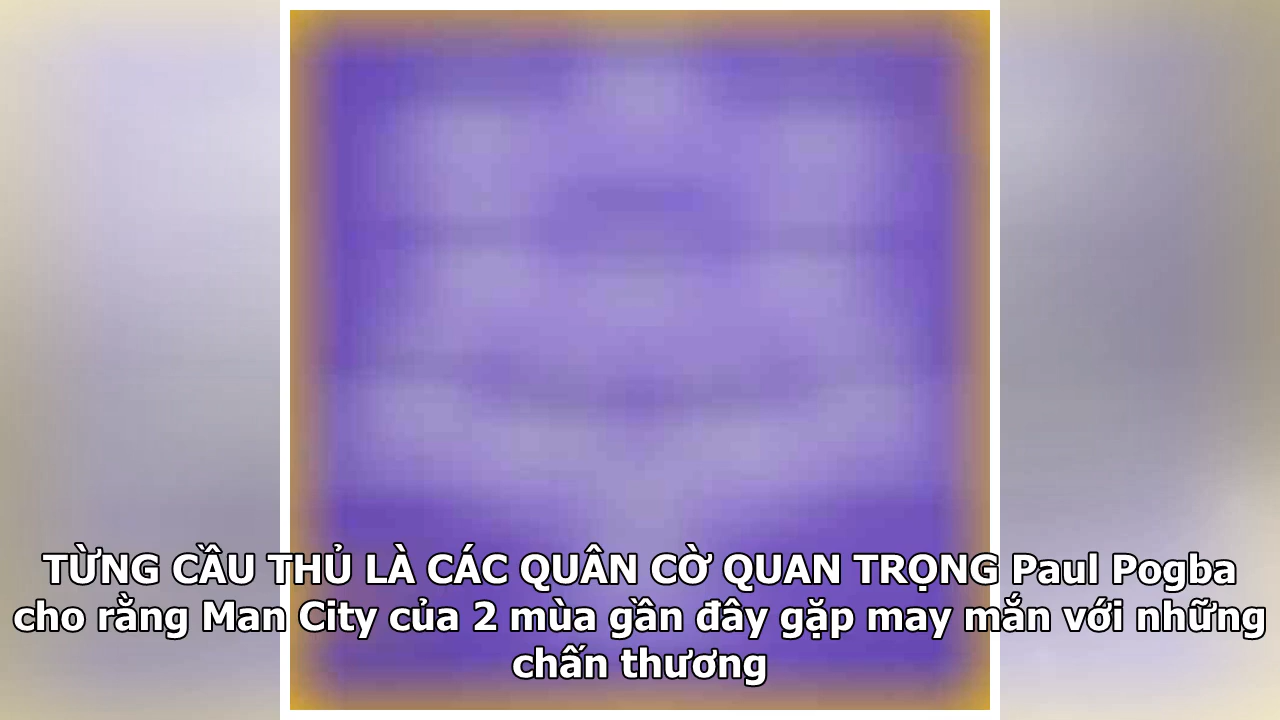 TỪNG CẦU THỦ LÀ CÁC QUÂN CỜ QUAN TRỌNG Paul Pogba
cho rằng Man City của 2 mùa gần đây gặp may mắn với những
chấn thương